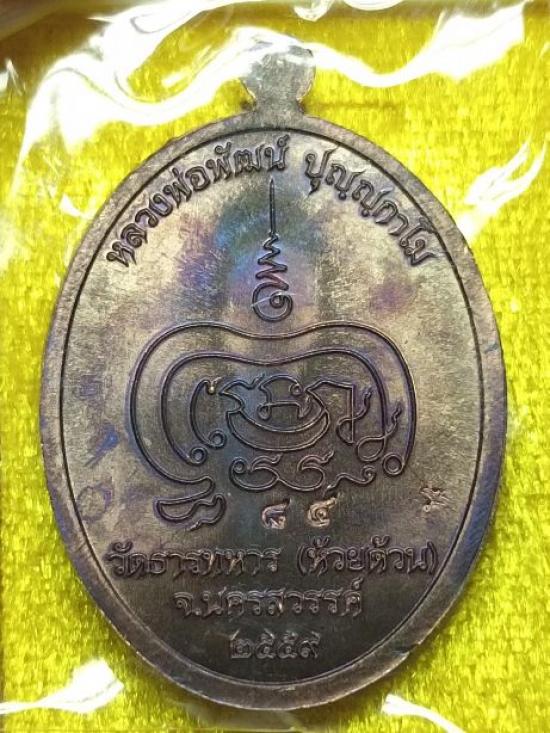 หลวงพ่อพัฒน์ ปุญฺญกาโม
๘๕
วัดธารทหาร (ห้วยด้วน)
จ.นครสวรรค์
๒๕๕๙